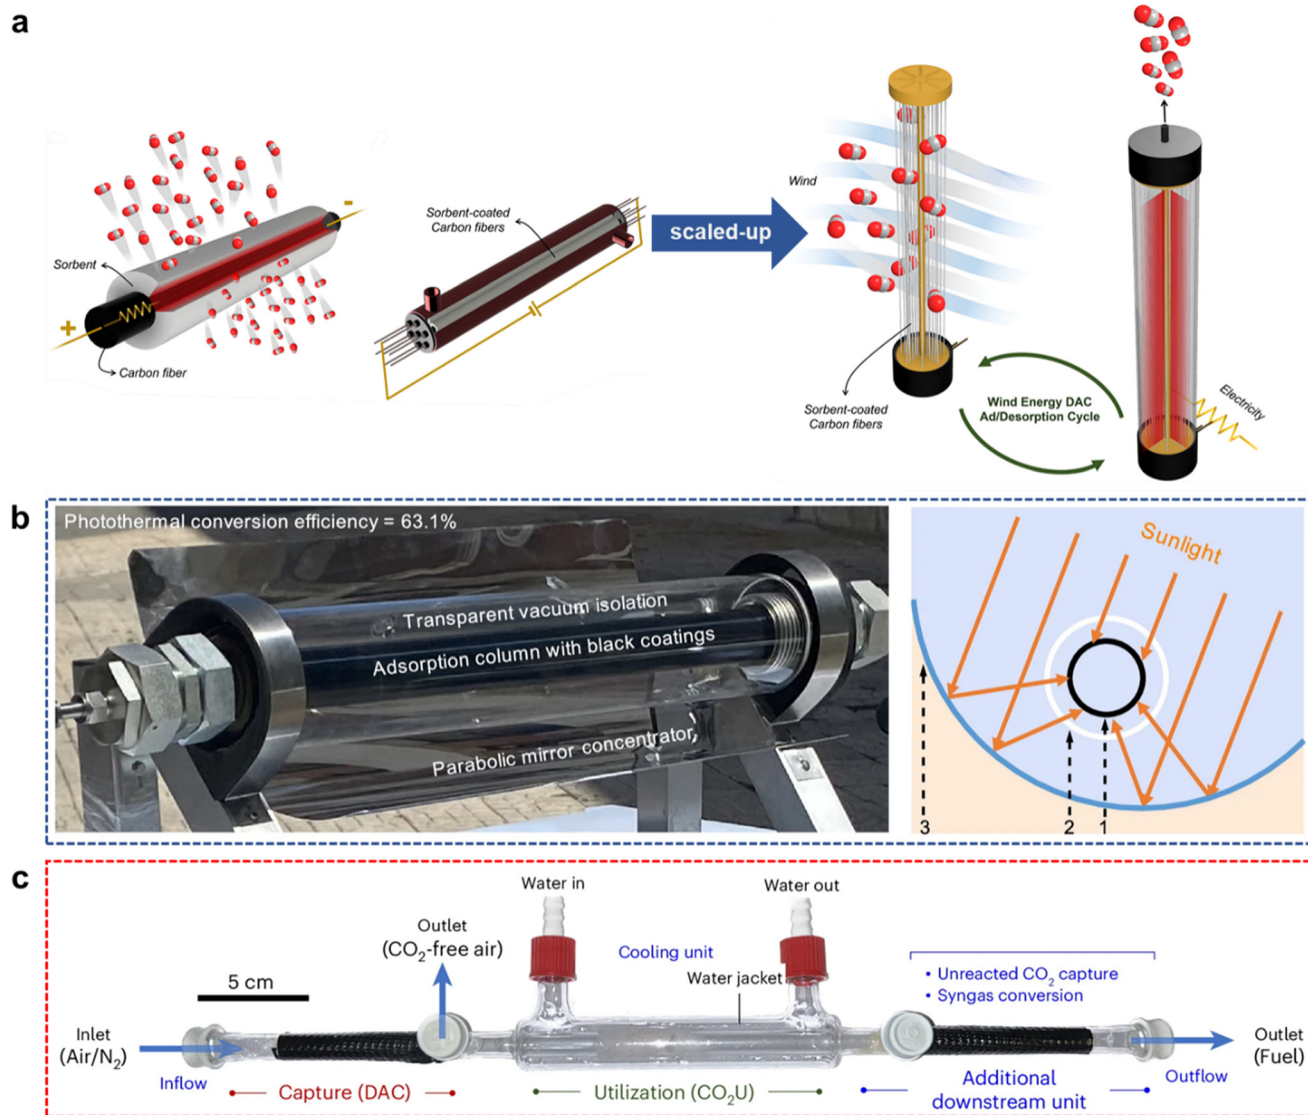 a
Sorbent
+
-
Carbon fiber
Sorbent-coated
Carbon fibers
scaled-up
Wind
Sorbent-coated
Carbon fibers
Wind Energy DAC
Ad/Desorption Cycle
Electricity
b
Photothermal conversion efficiency = 63.1%
Transparent vacuum isolation
Adsorption column with black coatings
Parabolic mirror concentrator
Sunlight
3
2
1
c
Water in
Water out
Outlet
(CO₂-free air)
Cooling unit
Water jacket
• Unreacted CO₂ capture
• Syngas conversion
5 cm
Inlet
(Air/N₂)
Outlet
(Fuel)
Inflow
Capture (DAC)
Utilization (CO₂U)
Additional
downstream unit
Outflow